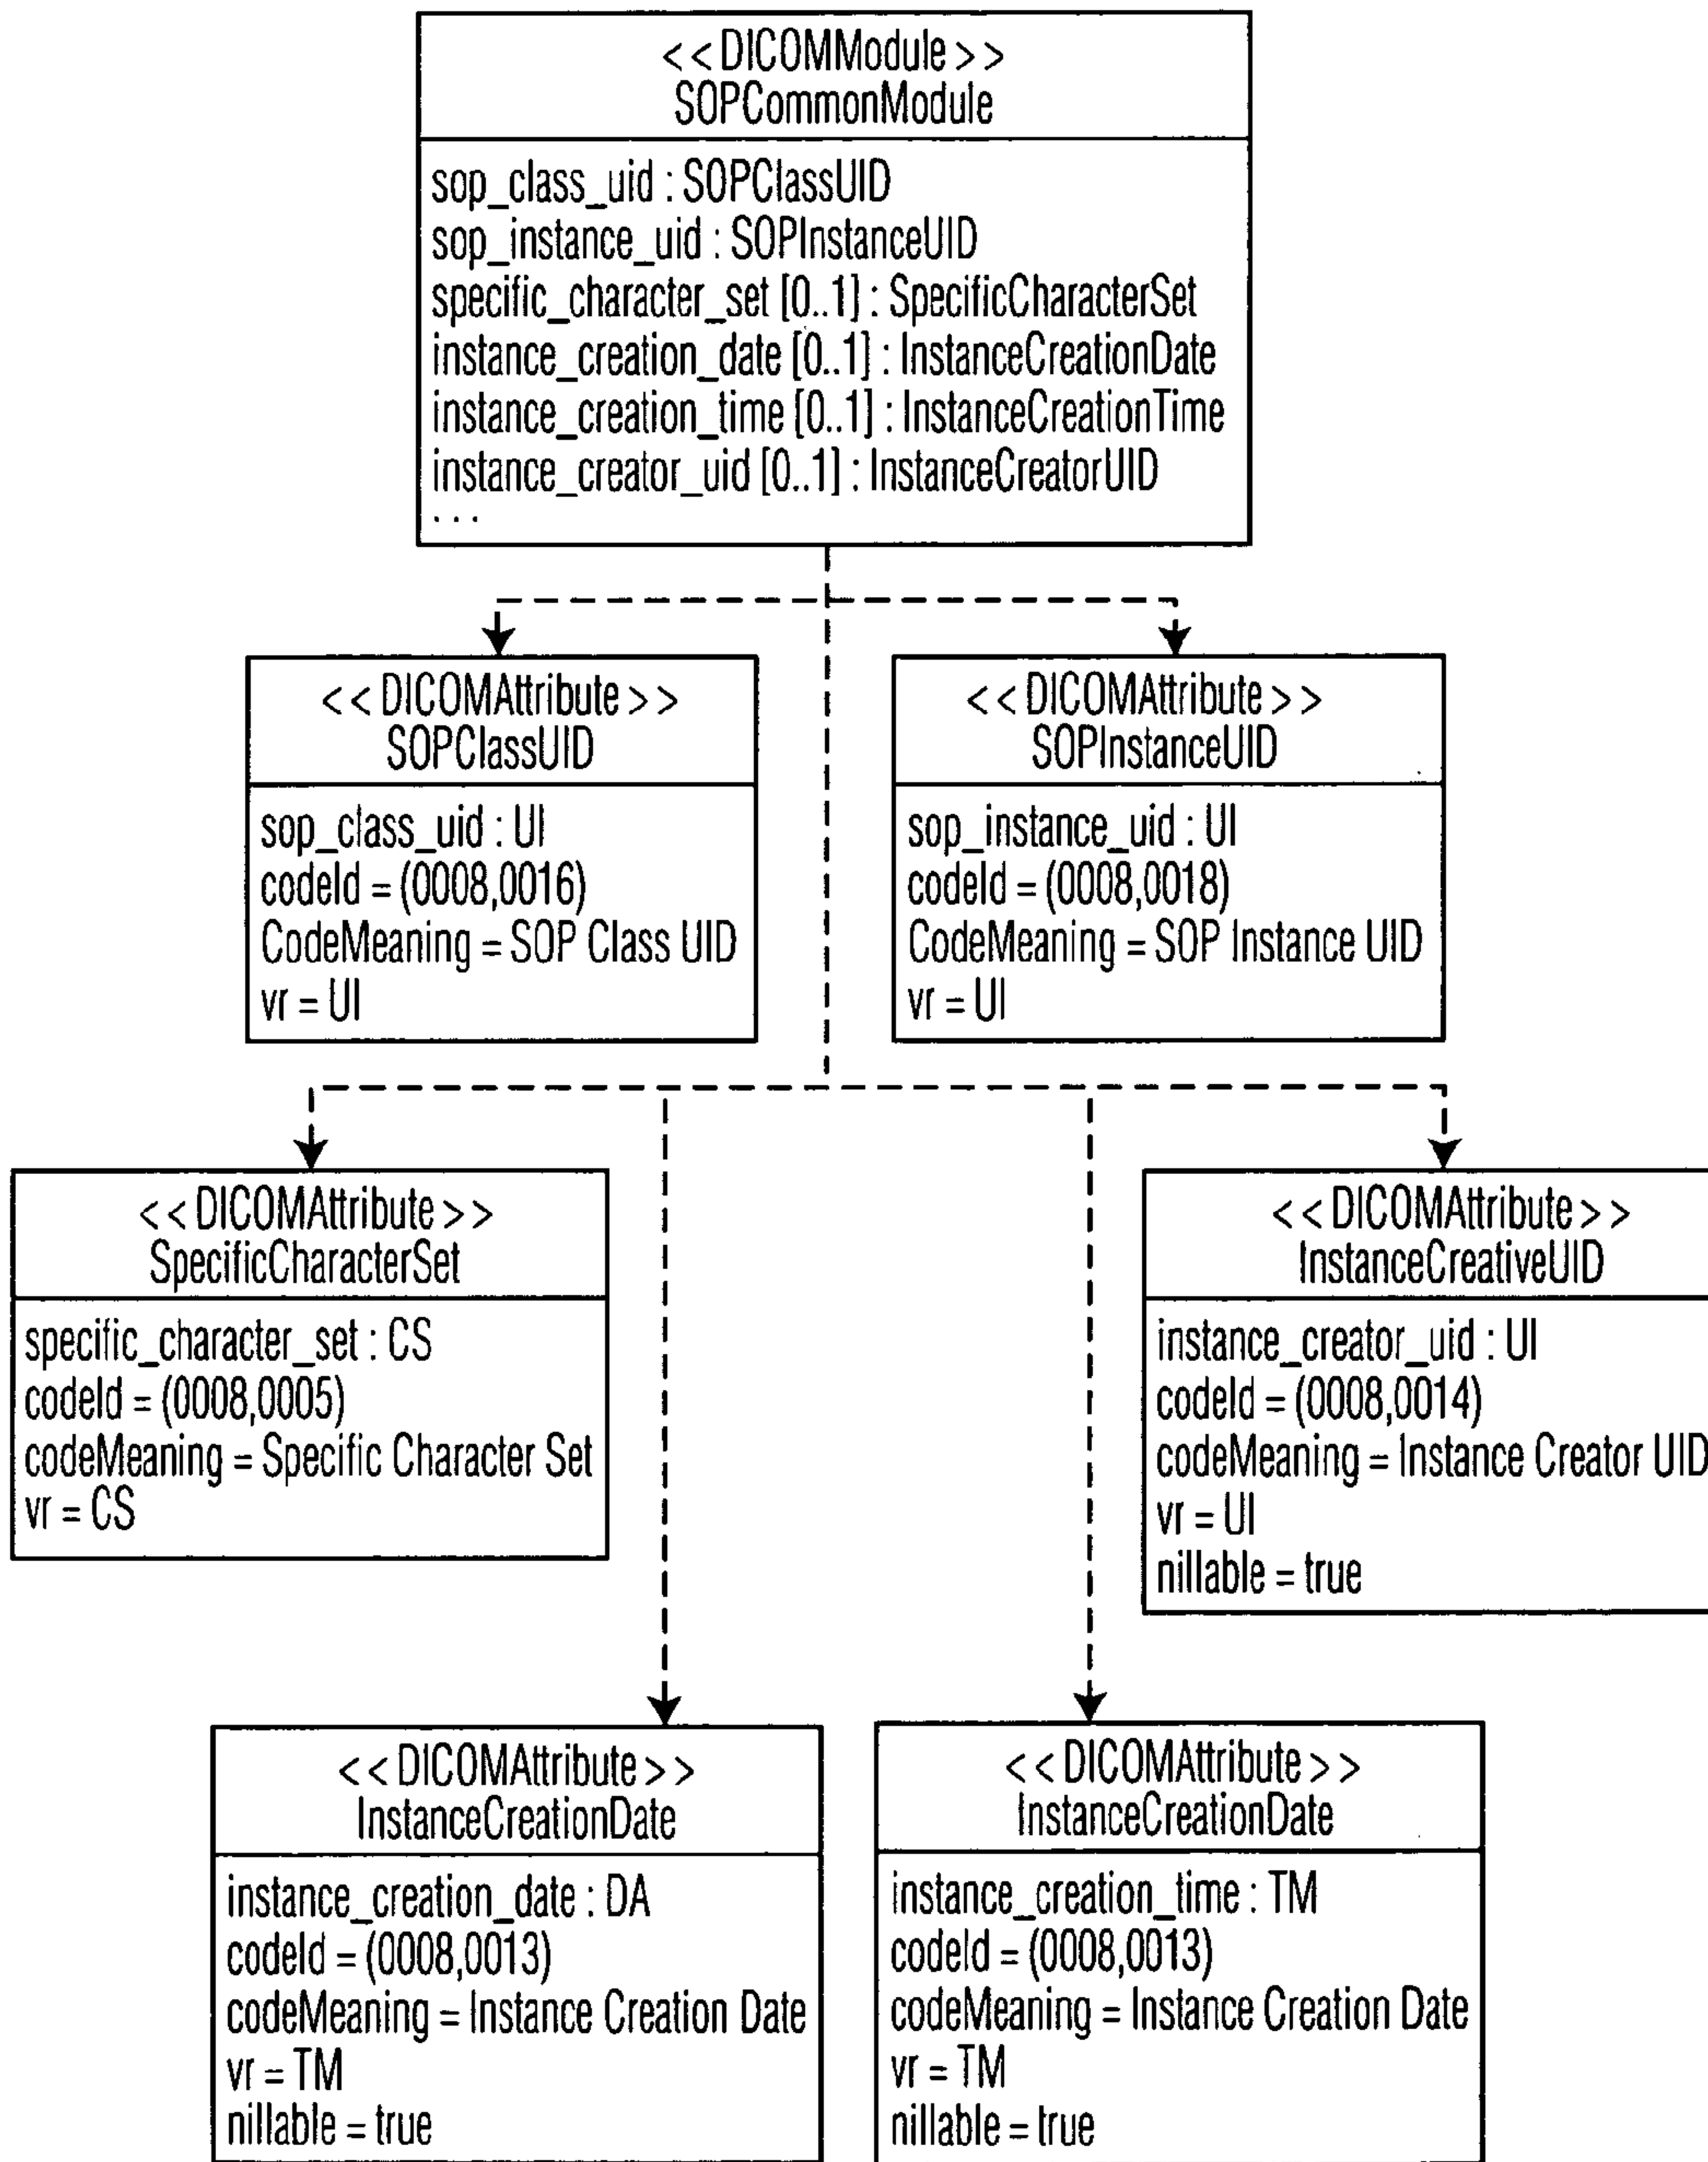 <<DICOMModule>>
SOPCommonModule
sop_class_uid : SOPClassUID
sop_instance_uid : SOPInstanceUID
specific_character_set [0..1] : SpecificCharacterSet
instance_creation_date [0..1] : InstanceCreationDate
instance_creation_time [0..1] : InstanceCreationTime
instance_creator_uid [0..1] : InstanceCreatorUID
...
<<DICOMAttribute>>
SOPClassUID
sop_class_uid : UI
codeId = (0008,0016)
CodeMeaning = SOP Class UID
vr = UI
<<DICOMAttribute>>
SOPInstanceUID
sop_instance_uid : UI
codeId = (0008,0018)
CodeMeaning = SOP Instance UID
vr = UI
<<DICOMAttribute>>
SpecificCharacterSet
specific_character_set : CS
codeId = (0008,0005)
codeMeaning = Specific Character Set
vr = CS
<<DICOMAttribute>>
InstanceCreativeUID
instance_creator_uid : UI
codeId = (0008,0014)
codeMeaning = Instance Creator UID
vr = UI
nillable = true
<<DICOMAttribute>>
InstanceCreationDate
instance_creation_date : DA
codeId = (0008,0013)
codeMeaning = Instance Creation Date
vr = TM
nillable = true
<<DICOMAttribute>>
InstanceCreationDate
instance_creation_time : TM
codeId = (0008,0013)
codeMeaning = Instance Creation Date
vr = TM
nillable = true